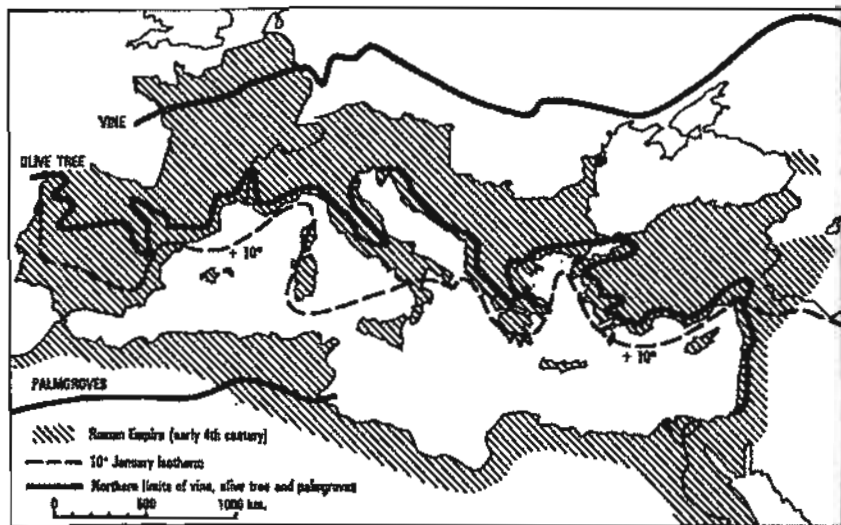 VINE
OLIVE TREE
+ 10°
+ 10°
PALMGROVES
Roman Empire (early 4th century)
10° January Isotherm
Northern limits of vine, olive tree and palmgroves
0 500 1000 km.